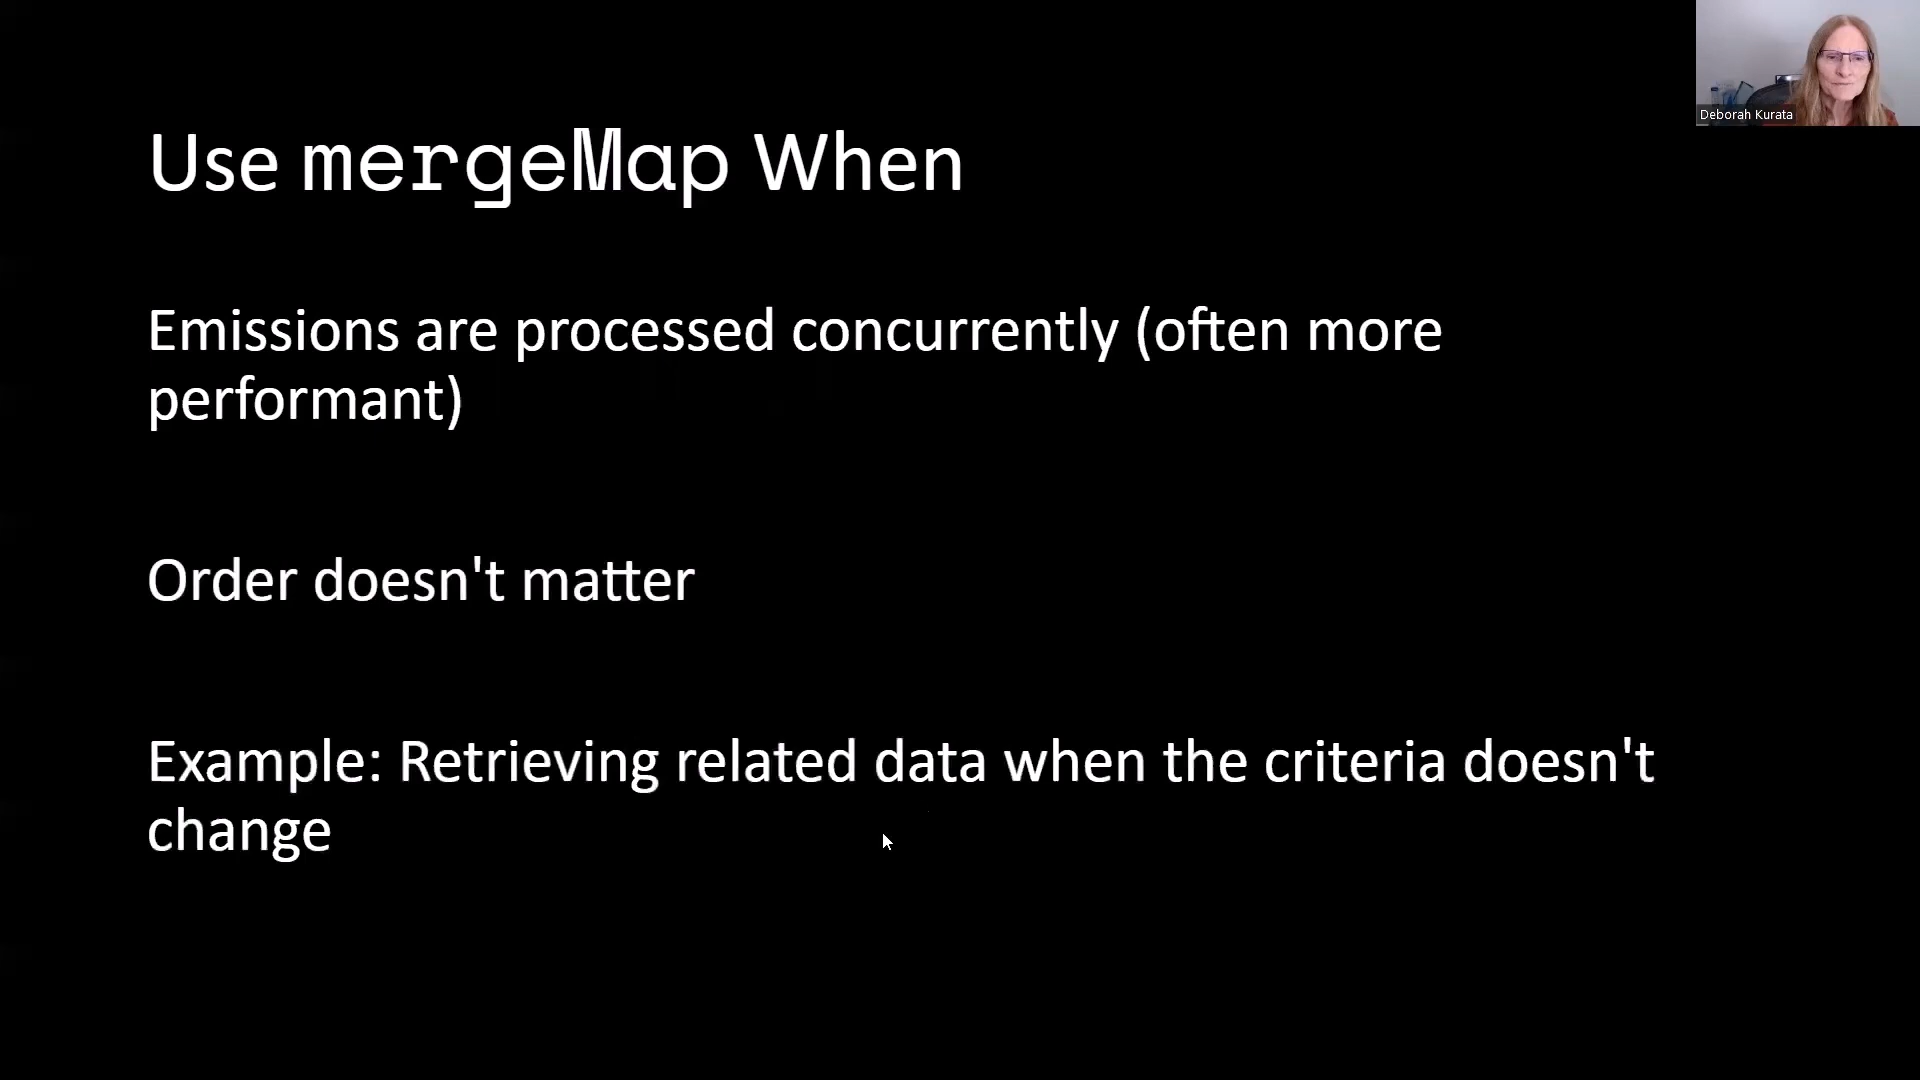 Deborah Kurata
Use mergeMap When
Emissions are processed concurrently (often more
performant)
Order doesn't matter
Example: Retrieving related data when the criteria doesn't
change